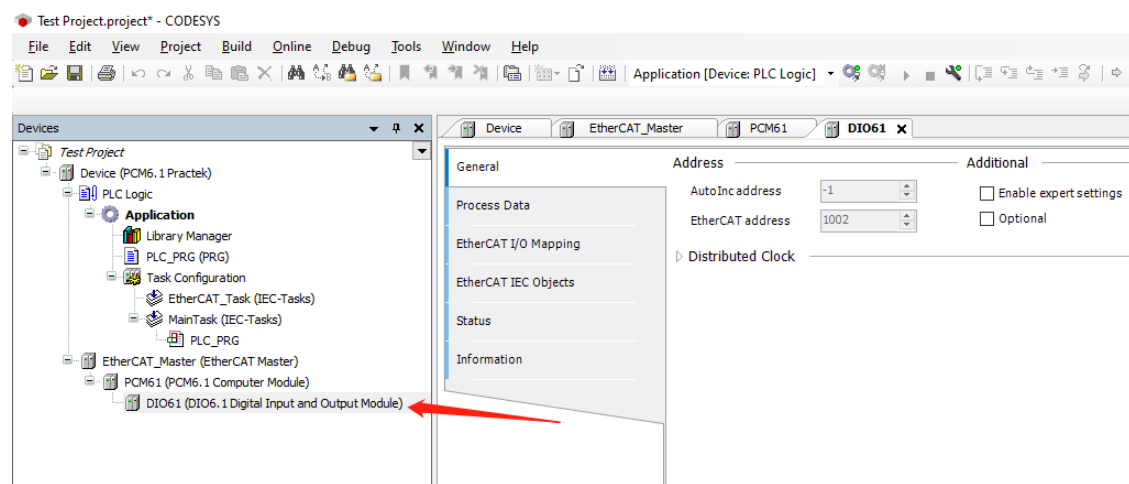 Test Project.project* - CODESYS
File Edit View Project Build Online Debug Tools Window Help
Application [Device: PLC Logic]
Devices
Device EtherCAT_Master PCM61 DIO61
Test Project
Device (PCM6.1 Practek)
PLC Logic
Application
Library Manager
PLC_PRG (PRG)
Task Configuration
EtherCAT_Task (IEC-Tasks)
MainTask (IEC-Tasks)
PLC_PRG
EtherCAT_Master (EtherCAT Master)
PCM61 (PCM6.1 Computer Module)
DIO61 (DIO6.1 Digital Input and Output Module)
General
Process Data
EtherCAT I/O Mapping
EtherCAT IEC Objects
Status
Information
Address
AutoInc address -1
EtherCAT address 1002
Distributed Clock
Additional
Enable expert settings
Optional